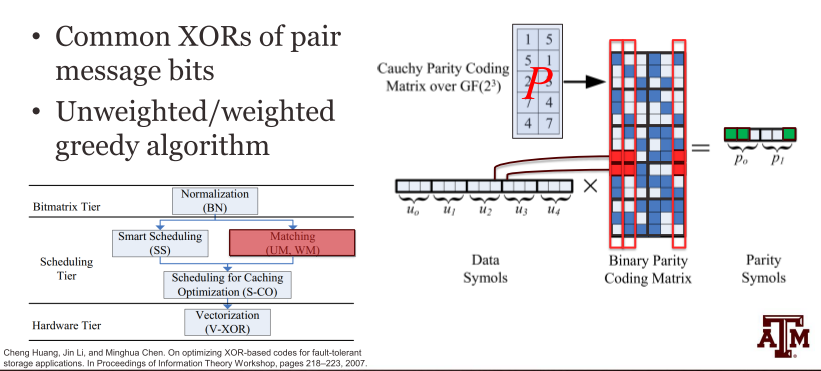 • Common XORs of pair
message bits
• Unweighted/weighted
greedy algorithm
Cauchy Parity Coding
Matrix over GF(2³)
1 5
5 1
2
P
4
4 7
=
p₀ p₁
×
u₀ u₁ u₂ u₃ u₄
Data
Symols
Binary Parity
Coding Matrix
Parity
Symols
Bitmatrix Tier
Normalization
(BN)
Scheduling
Tier
Smart Scheduling
(SS)
Matching
(UM, WM)
Scheduling for Caching
Optimization (S-CO)
Hardware Tier
Vectorization
(V-XOR)
Cheng Huang, Jin Li, and Minghua Chen. On optimizing XOR-based codes for fault-tolerant
storage applications. In Proceedings of Information Theory Workshop, pages 218–223, 2007.
ATM